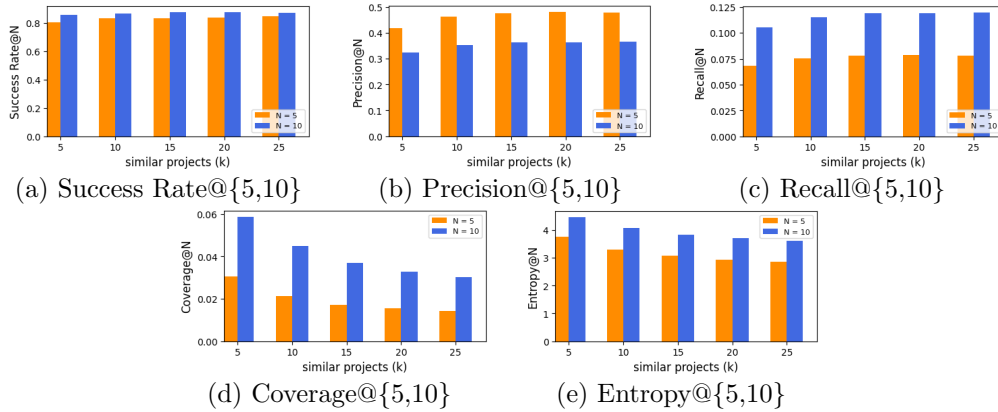 Success Rate@N
0.8
0.6
0.4
0.2
0.0
N = 5
N = 10
5 10 15 20 25
similar projects (k)
(a) Success Rate@{5,10}
Precision@N
0.5
0.4
0.3
0.2
0.1
0.0
N = 5
N = 10
5 10 15 20 25
similar projects (k)
(b) Precision@{5,10}
Recall@N
0.125
0.100
0.075
0.050
0.025
0.000
N = 5
N = 10
5 10 15 20 25
similar projects (k)
(c) Recall@{5,10}
Coverage@N
0.06
0.04
0.02
0.00
N = 5
N = 10
5 10 15 20 25
similar projects (k)
(d) Coverage@{5,10}
Entropy@N
4
3
2
1
0
N = 5
N = 10
5 10 15 20 25
similar projects (k)
(e) Entropy@{5,10}